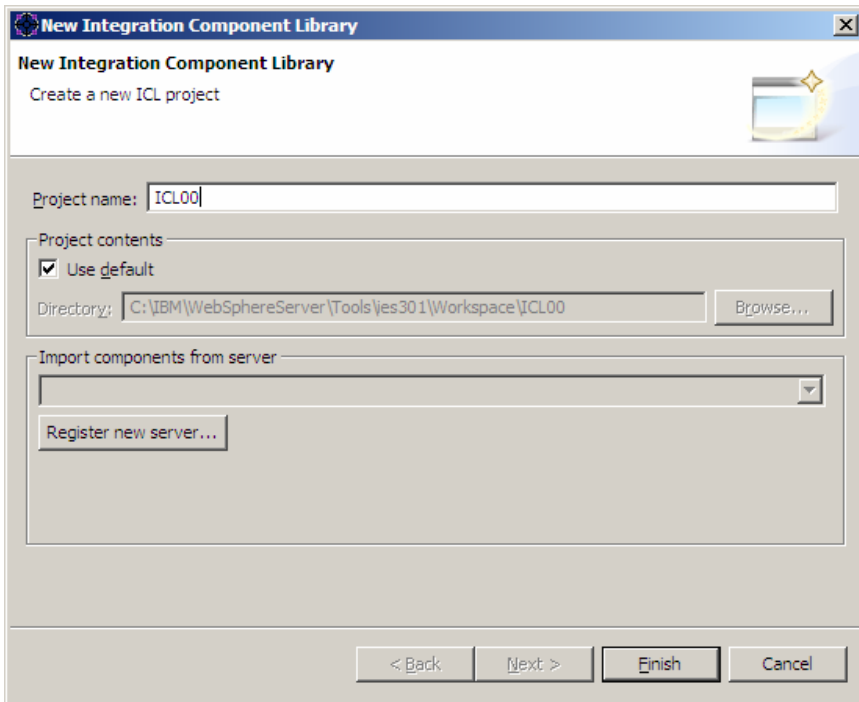 New Integration Component Library
New Integration Component Library
Create a new ICL project
Project name: ICL00
Project contents
Use default
Directory: C:\IBM\WebSphereServer\Tools\ies301\Workspace\ICL00 Browse...
Import components from server
Register new server...
< Back Next > Finish Cancel